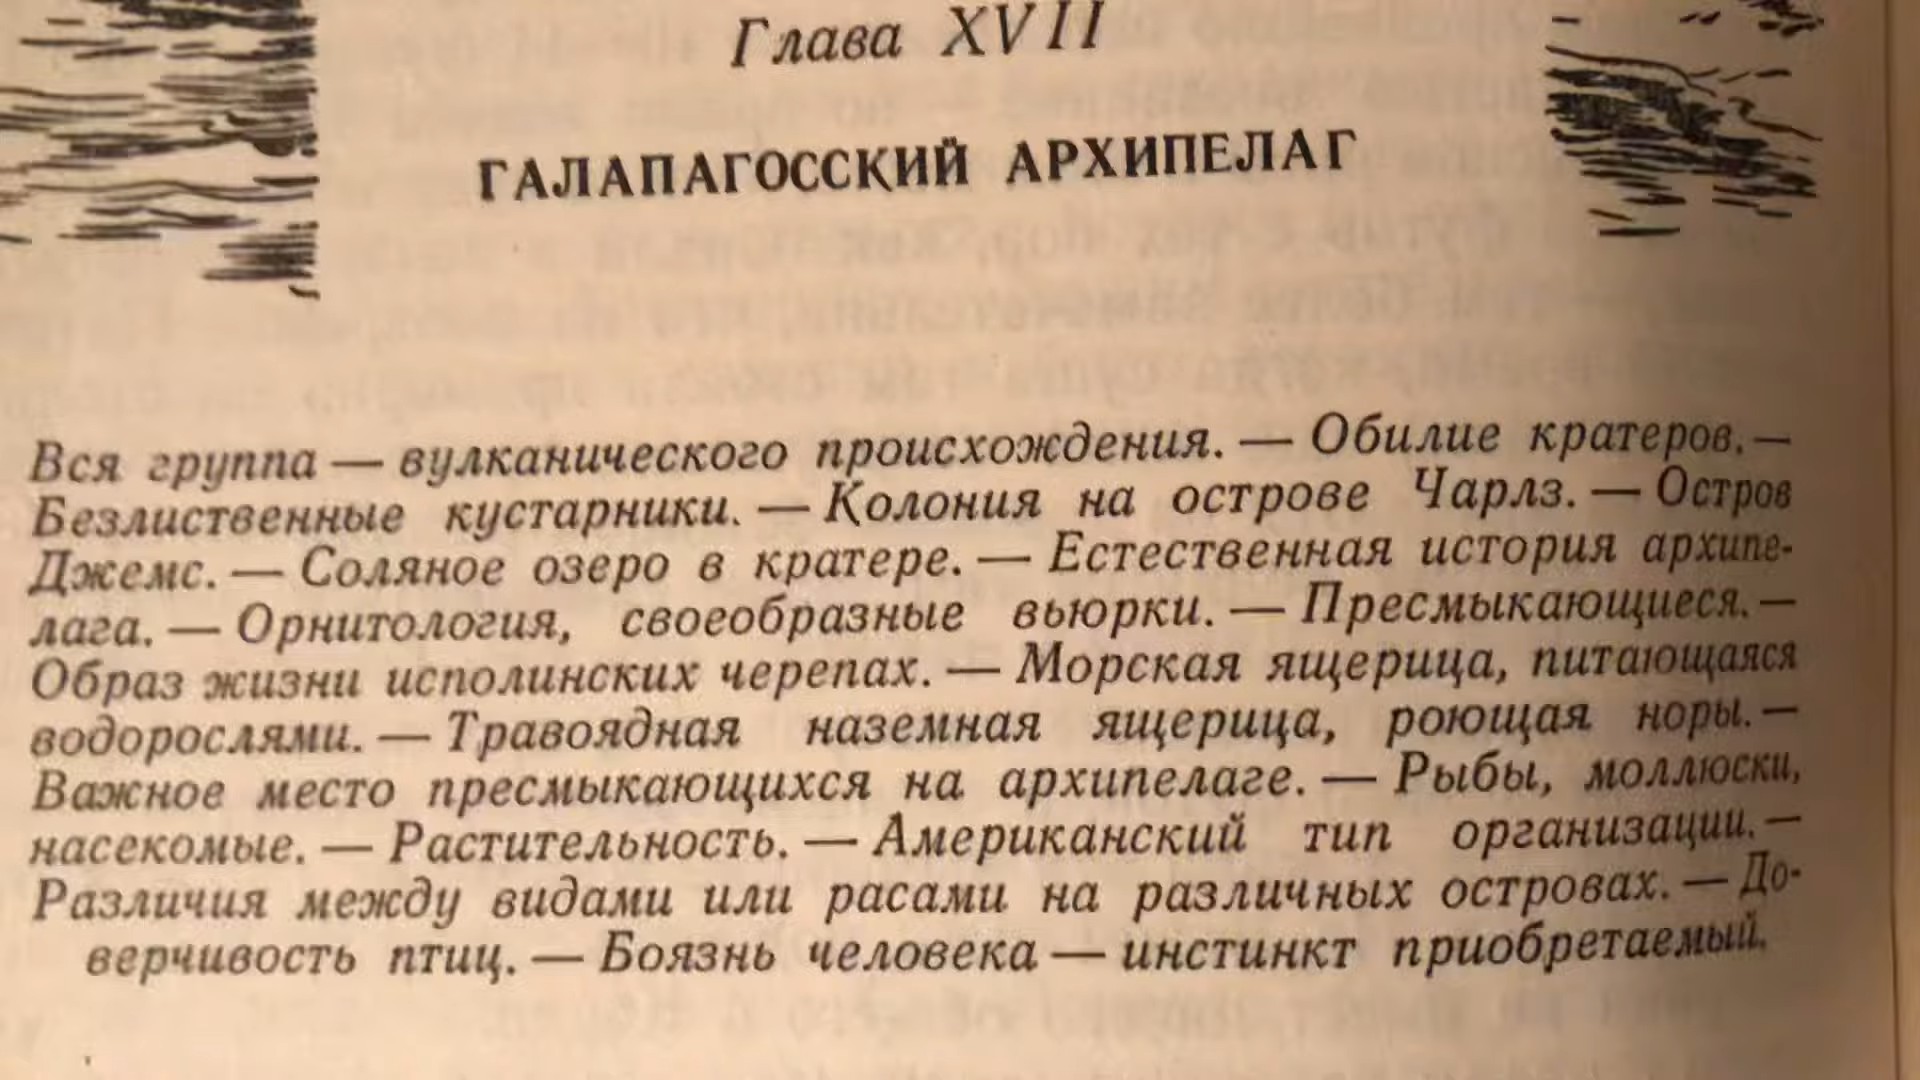 Глава XVII
ГАЛАПАГОССКИЙ АРХИПЕЛАГ
Вся группа — вулканического происхождения. — Обилие кратеров. —
Безлиственные кустарники. — Колония на острове Чарлз. — Остров
Джемс. — Соляное озеро в кратере. — Естественная история архипе-
лага. — Орнитология, своеобразные вьюрки. — Пресмыкающиеся. —
Образ жизни исполинских черепах. — Морская ящерица, питающаяся
водорослями. — Травоядная наземная ящерица, роющая норы. —
Важное место пресмыкающихся на архипелаге. — Рыбы, моллюски,
насекомые. — Растительность. — Американский тип организации. —
Различия между видами или расами на различных островах. — До-
верчивость птиц. — Боязнь человека — инстинкт приобретаемый.